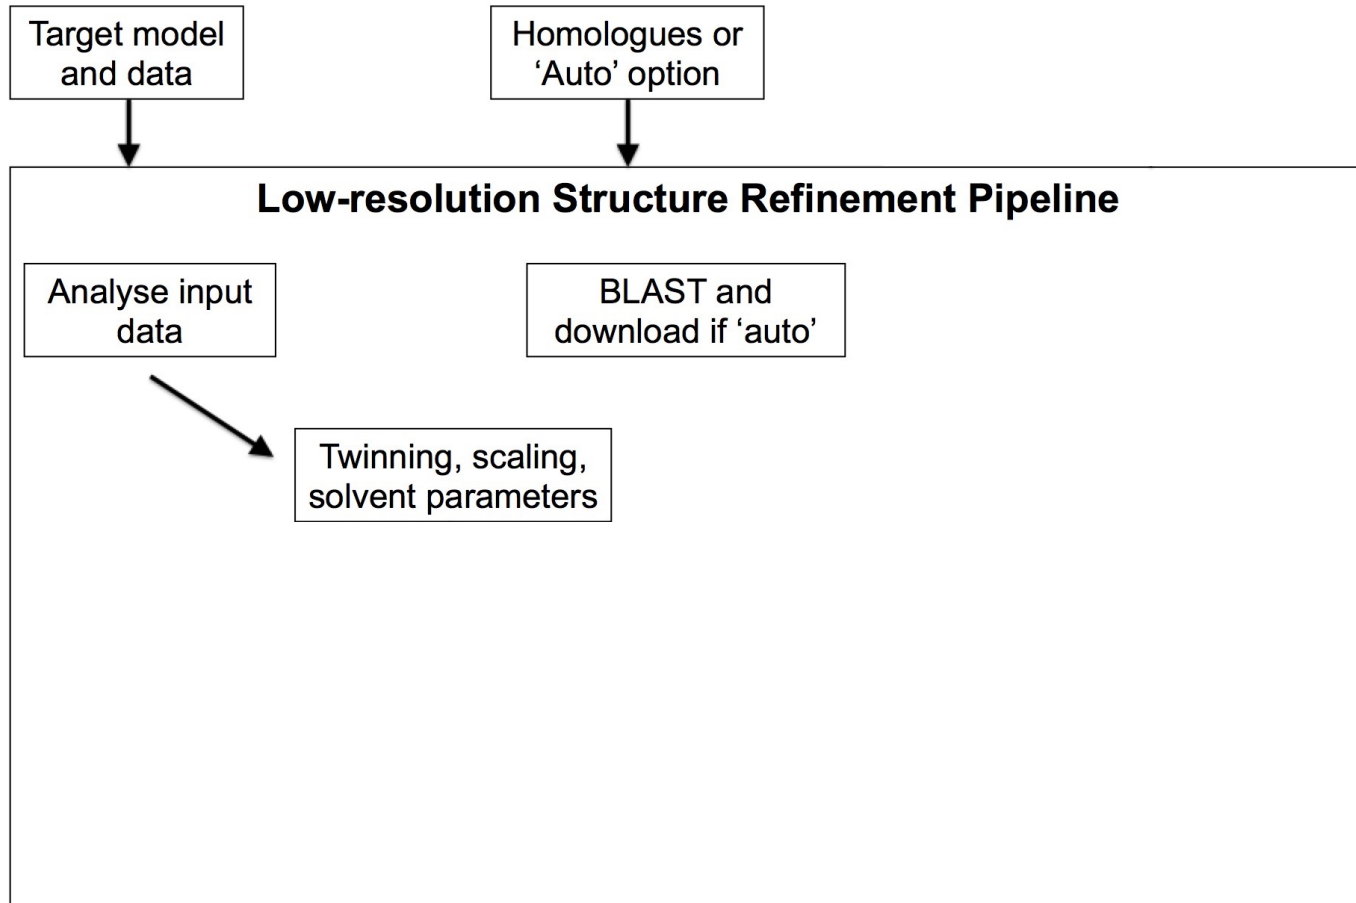 Target model
and data
Homologues or
‘Auto’ option
Low-resolution Structure Refinement Pipeline
Analyse input
data
BLAST and
download if ‘auto’
Twinning, scaling,
solvent parameters